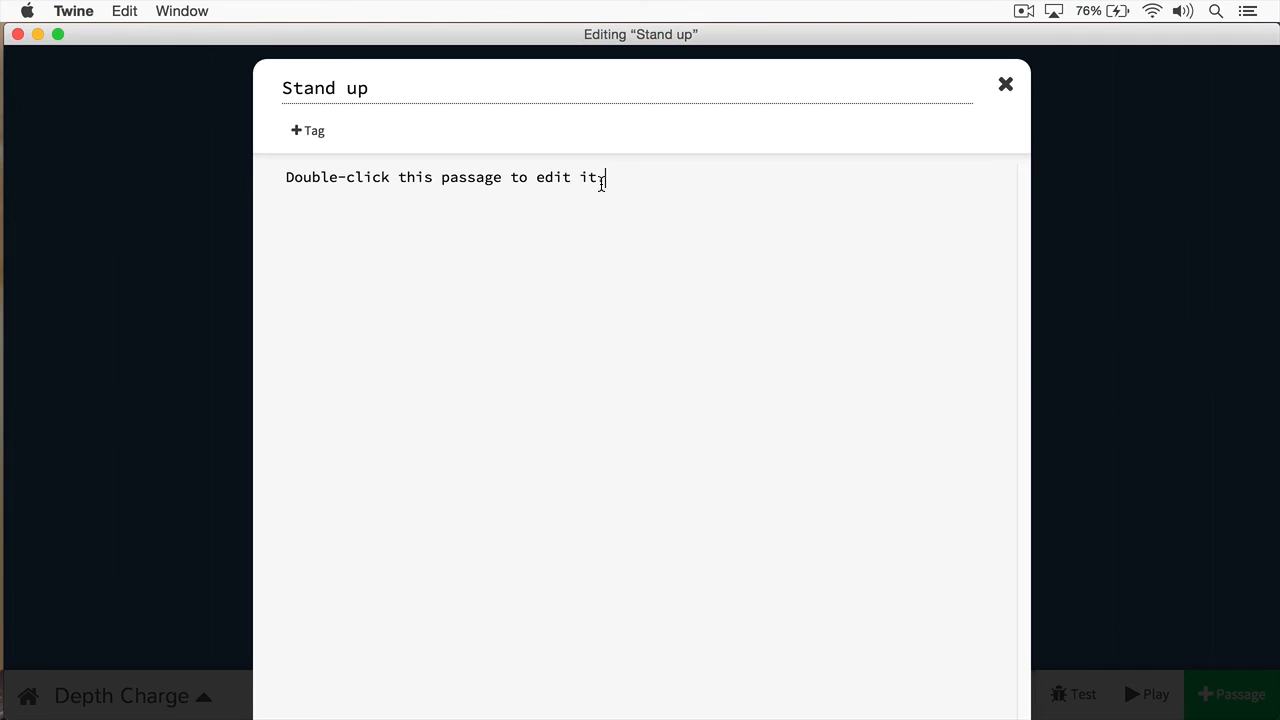 Twine Edit Window 76%
Editing “Stand up”
Stand up
Tag
Double-click this passage to edit it.
Depth Charge Test Play Passage